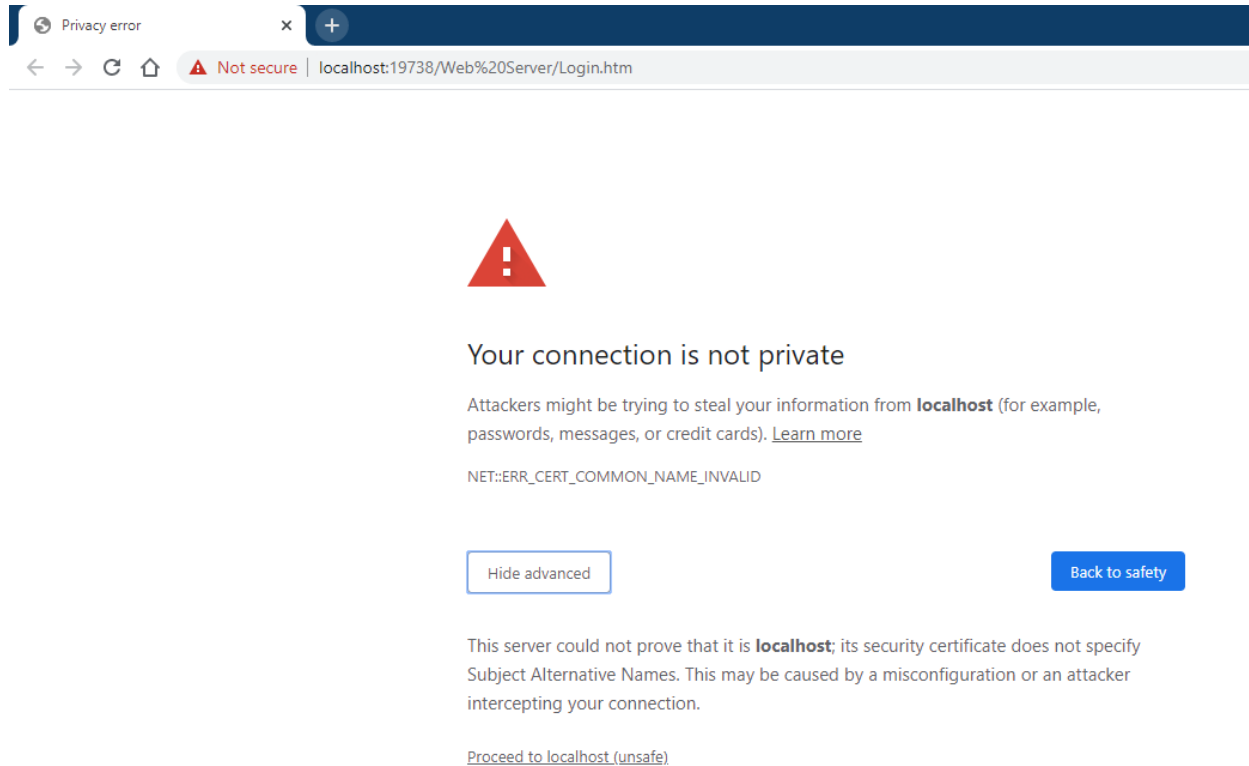 Privacy error
Not secure | localhost:19738/Web%20Server/Login.htm
Your connection is not private
Attackers might be trying to steal your information from localhost (for example,
passwords, messages, or credit cards). Learn more
NET::ERR_CERT_COMMON_NAME_INVALID
Hide advanced
Back to safety
This server could not prove that it is localhost; its security certificate does not specify
Subject Alternative Names. This may be caused by a misconfiguration or an attacker
intercepting your connection.
Proceed to localhost (unsafe)